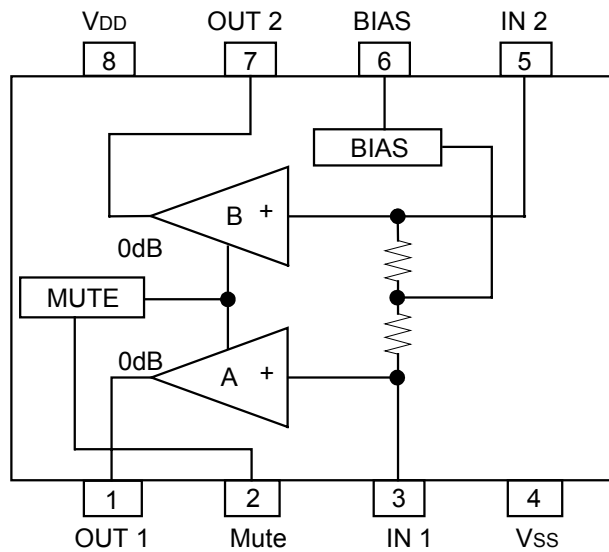 VDD OUT 2 BIAS IN 2
8 7 6 5
BIAS
B +
0dB
MUTE
0dB
A +
1 2 3 4
OUT 1 Mute IN 1 VSS